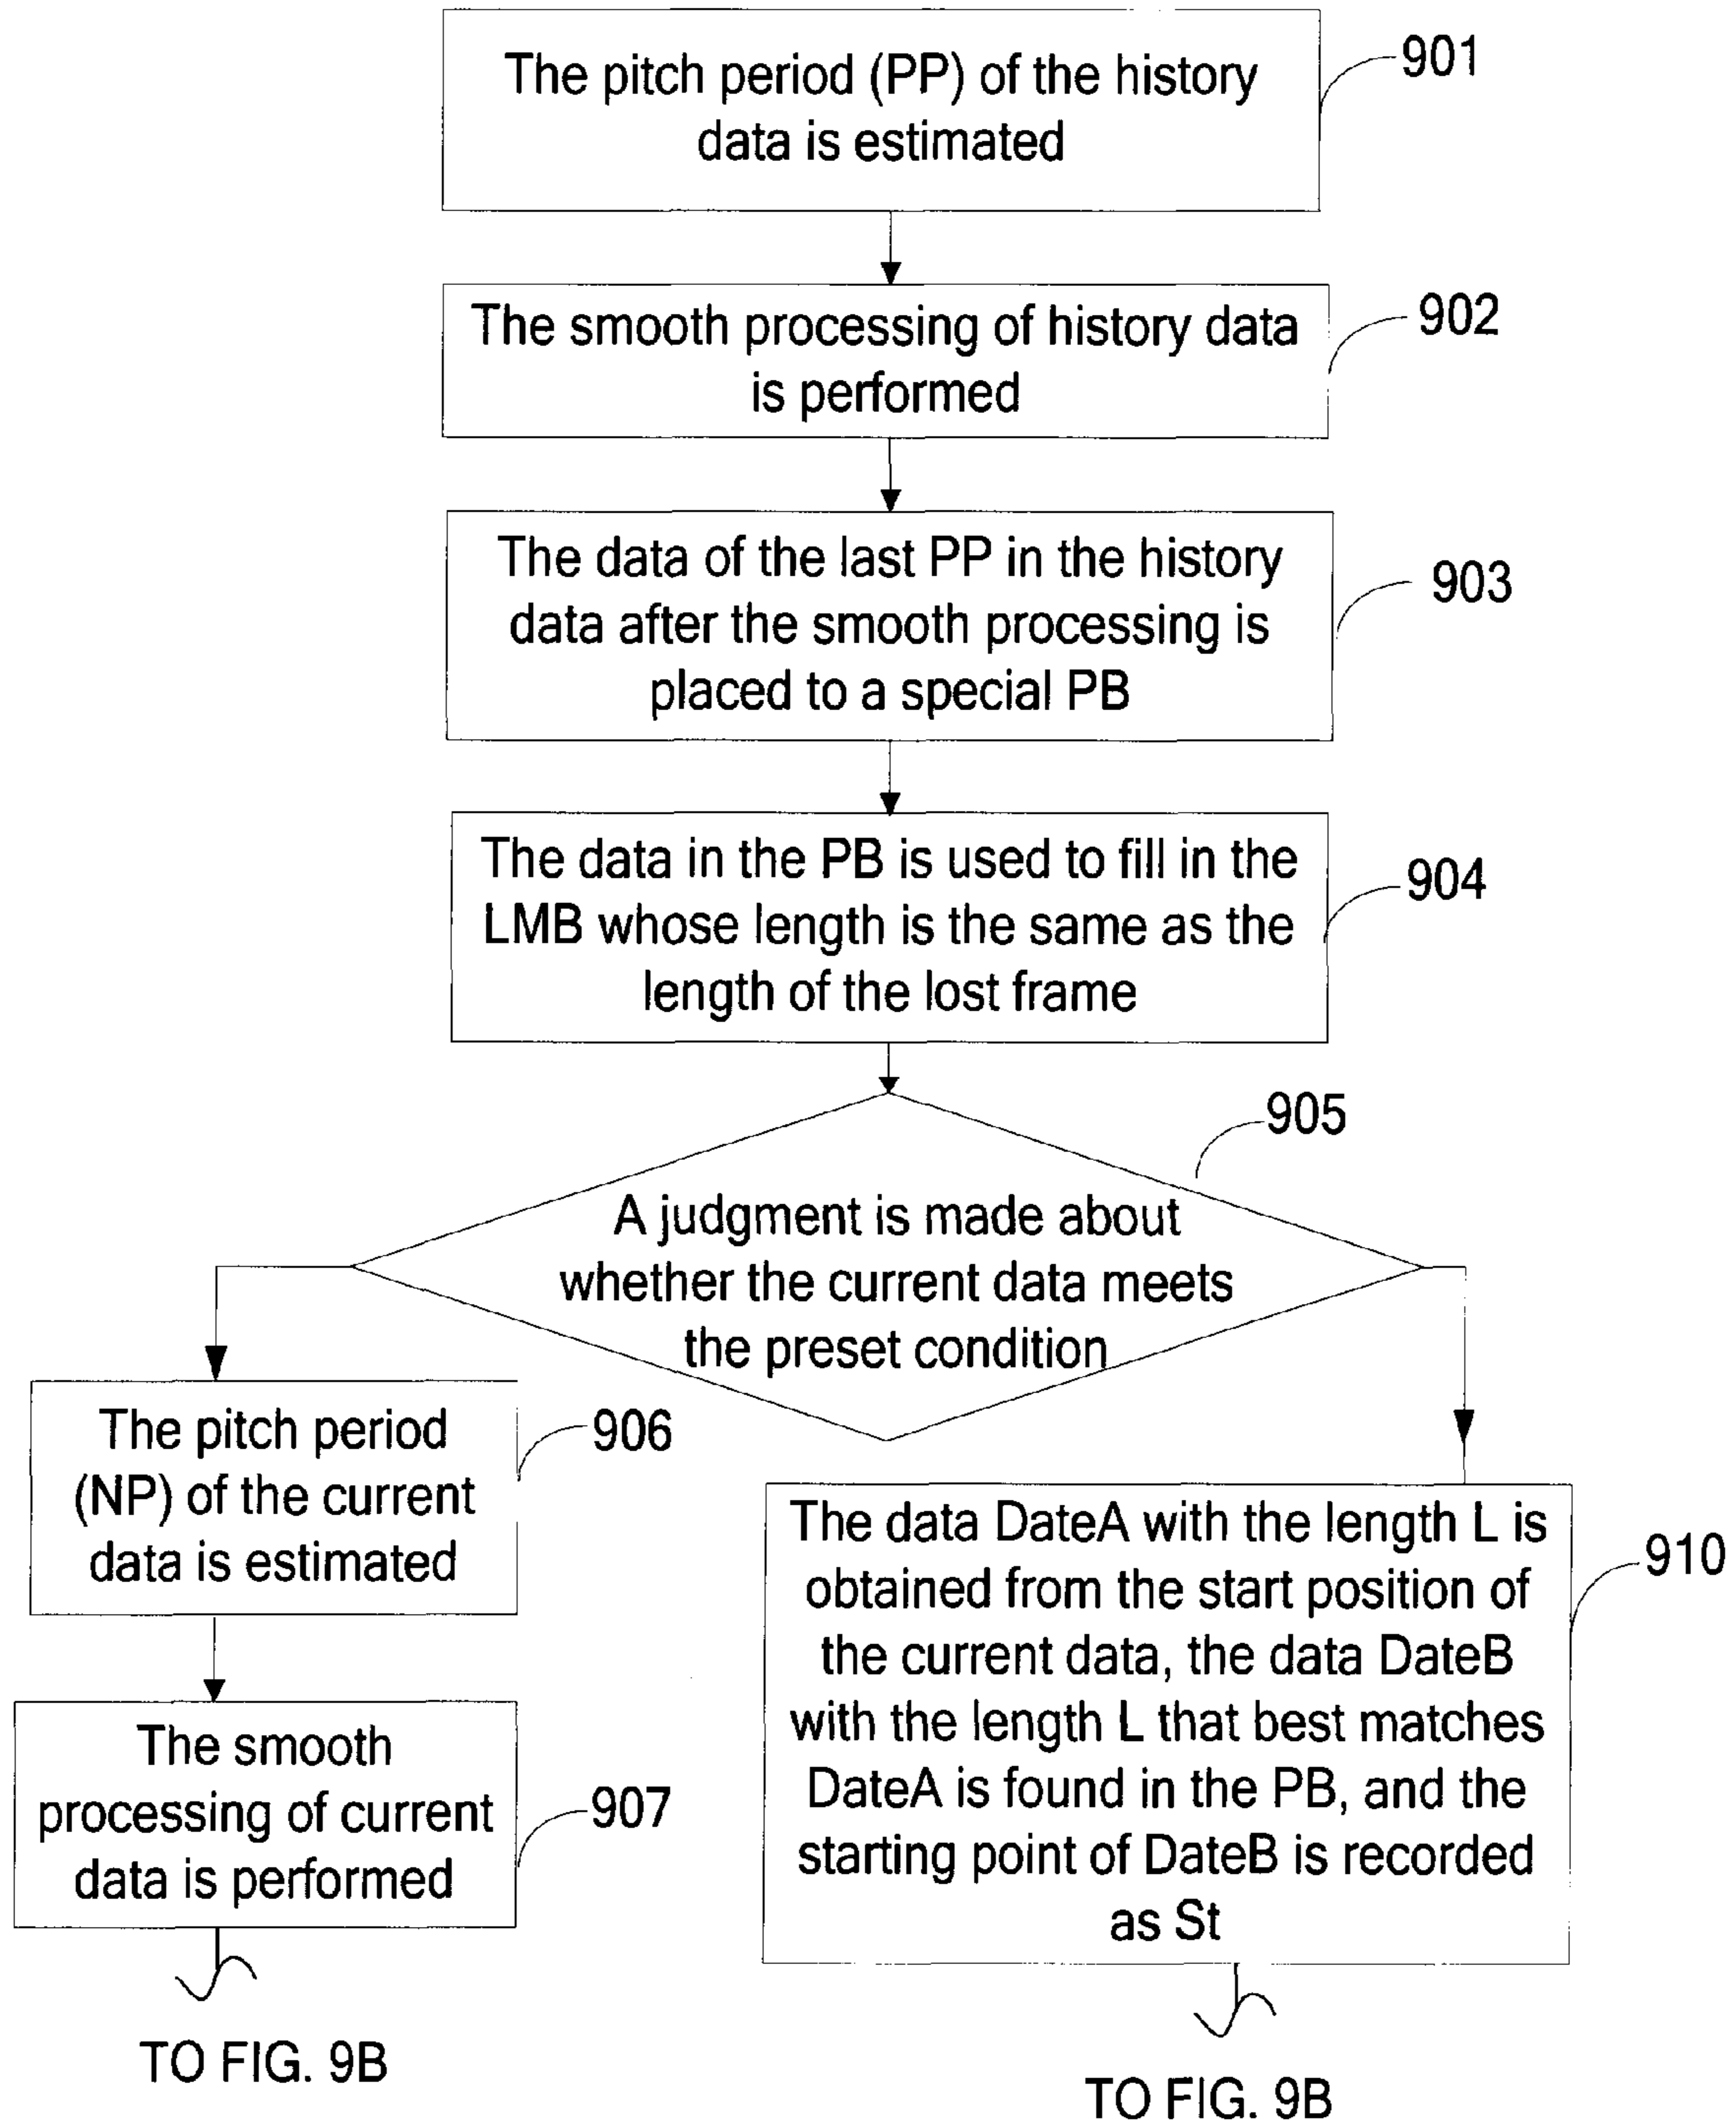 The pitch period (PP) of the history
data is estimated
901
The smooth processing of history data
is performed
902
The data of the last PP in the history
data after the smooth processing is
placed to a special PB
903
The data in the PB is used to fill in the
LMB whose length is the same as the
length of the lost frame
904
905
A judgment is made about
whether the current data meets
the preset condition
The pitch period
(NP) of the current
data is estimated
906
The smooth
processing of current
data is performed
907
TO FIG. 9B
The data DateA with the length L is
obtained from the start position of
the current data, the data DateB
with the length L that best matches
DateA is found in the PB, and the
starting point of DateB is recorded
as St
910
TO FIG. 9B